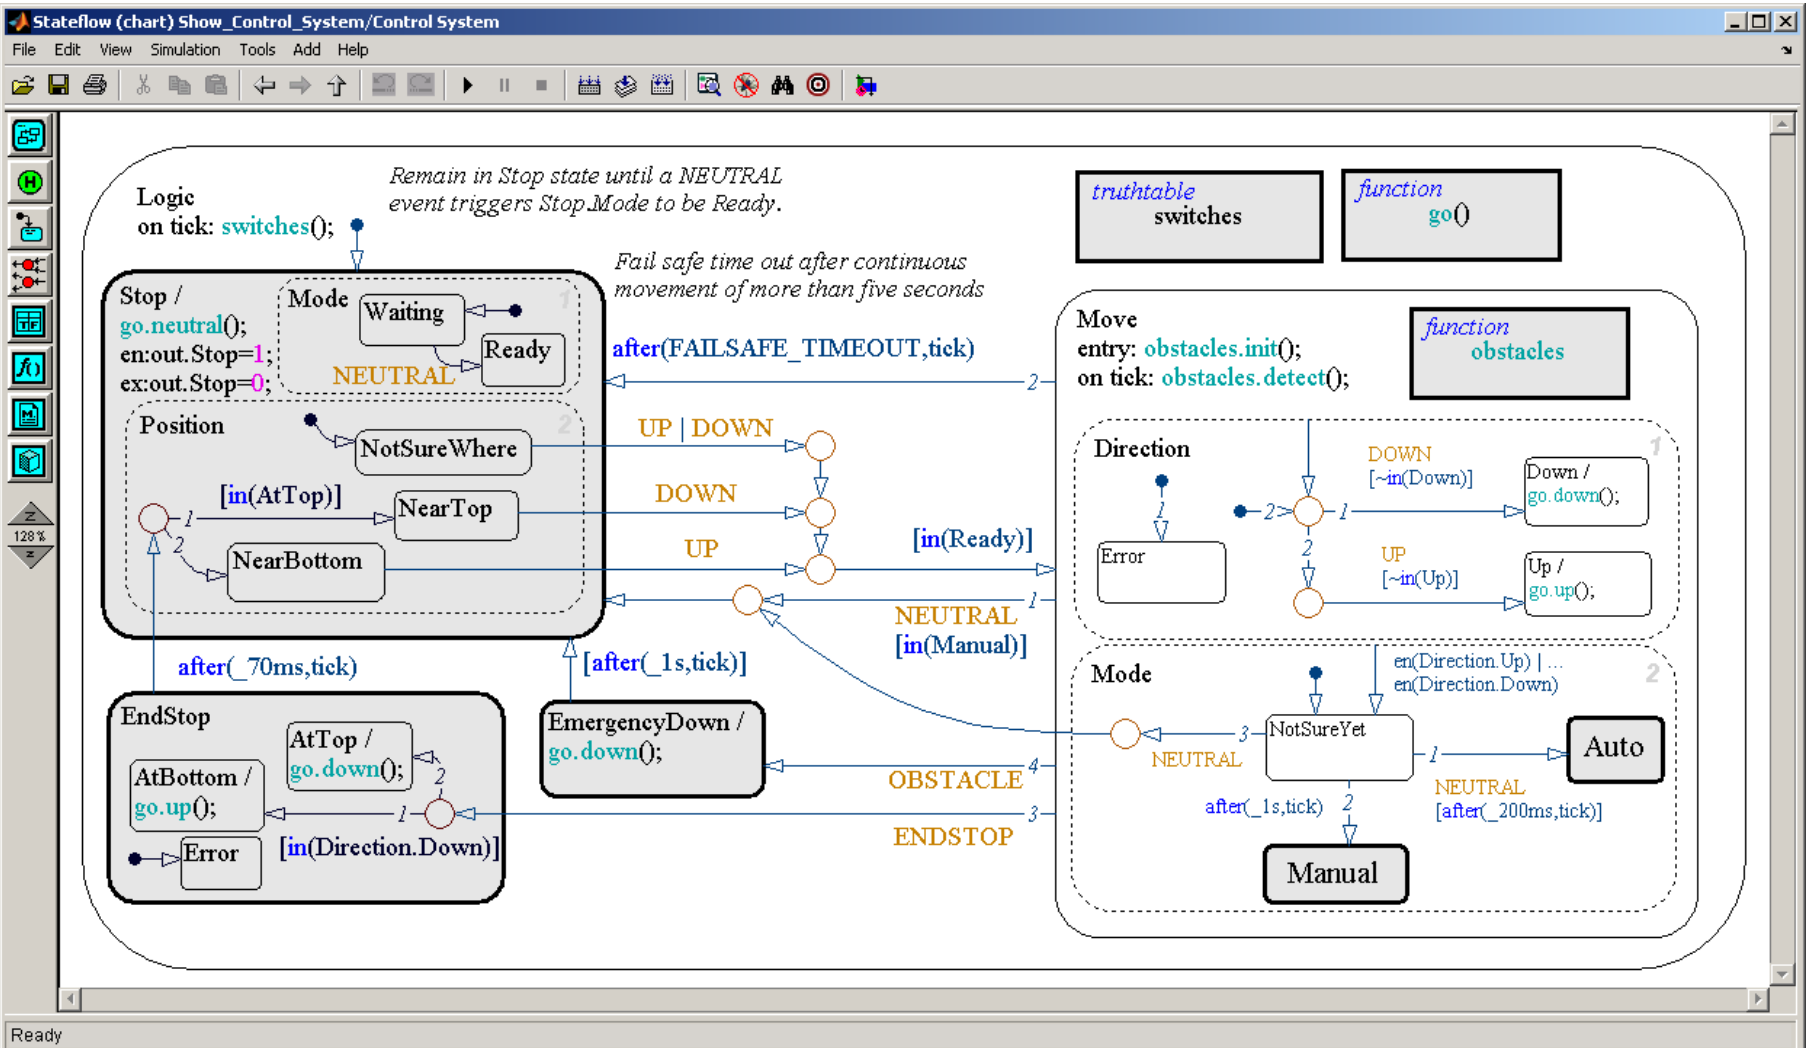 Stateflow (chart) Show_Control_System/Control System
File Edit View Simulation Tools Add Help
128%
Logic
on tick: switches();
Remain in Stop state until a NEUTRAL
event triggers Stop.Mode to be Ready.
truthtable
switches
function
go()
Fail safe time out after continuous
movement of more than five seconds
Stop /
go.neutral();
en:out.Stop=1;
ex:out.Stop=0;
Mode
1
Waiting
Ready
NEUTRAL
after(FAILSAFE_TIMEOUT,tick)
2
Move
entry: obstacles.init();
on tick: obstacles.detect();
function
obstacles
Position
2
NotSureWhere
[in(AtTop)]
1
NearTop
2
NearBottom
UP | DOWN
DOWN
UP
[in(Ready)]
1
NEUTRAL
[in(Manual)]
Direction
1
1
Error
2
1
DOWN
[~in(Down)]
Down /
go.down();
2
UP
[~in(Up)]
Up /
go.up();
after(_70ms,tick)
[after(_1s,tick)]
EndStop
AtTop /
go.down();
2
AtBottom /
go.up();
1
Error
[in(Direction.Down)]
EmergencyDown /
go.down();
4
OBSTACLE
3
ENDSTOP
Mode
2
en(Direction.Up) | ...
en(Direction.Down)
NotSureYet
3
NEUTRAL
1
Auto
NEUTRAL
[after(_200ms,tick)]
after(_1s,tick)
2
Manual
Ready